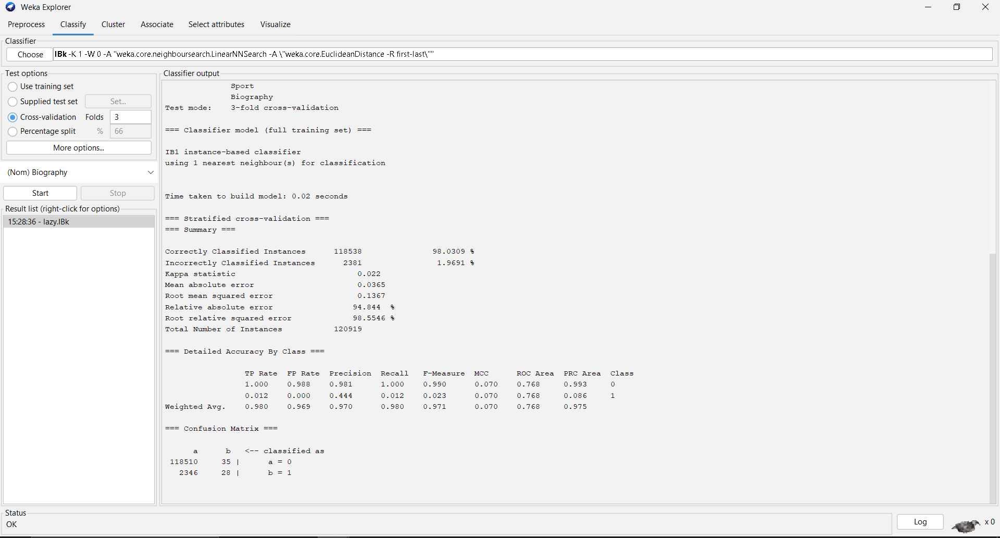 Weka Explorer
Preprocess Classify Cluster Associate Select attributes Visualize
Classifier
Choose IBk -K 1 -W 0 -A "weka.core.neighboursearch.LinearNNSearch -A \"weka.core.EuclideanDistance -R first-last\""
Test options
Use training set
Supplied test set Set...
Cross-validation Folds 3
Percentage split % 66
More options...
(Nom) Biography
Start Stop
Result list (right-click for options)
15:28:36 - lazy.IBk
Classifier output
Sport
Biography
Test mode: 3-fold cross-validation
=== Classifier model (full training set) ===
IB1 instance-based classifier
using 1 nearest neighbour(s) for classification
Time taken to build model: 0.02 seconds
=== Stratified cross-validation ===
=== Summary ===
Correctly Classified Instances 118538 98.0309 %
Incorrectly Classified Instances 2381 1.9691 %
Kappa statistic 0.022
Mean absolute error 0.0365
Root mean squared error 0.1367
Relative absolute error 94.844 %
Root relative squared error 98.5546 %
Total Number of Instances 120919
=== Detailed Accuracy By Class ===
TP Rate FP Rate Precision Recall F-Measure MCC ROC Area PRC Area Class
1.000 0.988 0.981 1.000 0.990 0.070 0.768 0.993 0
0.012 0.000 0.444 0.012 0.023 0.070 0.768 0.086 1
Weighted Avg. 0.980 0.969 0.970 0.980 0.971 0.070 0.768 0.975
=== Confusion Matrix ===
a b <-- classified as
118510 35 | a = 0
2346 28 | b = 1
Status
OK
Log x 0